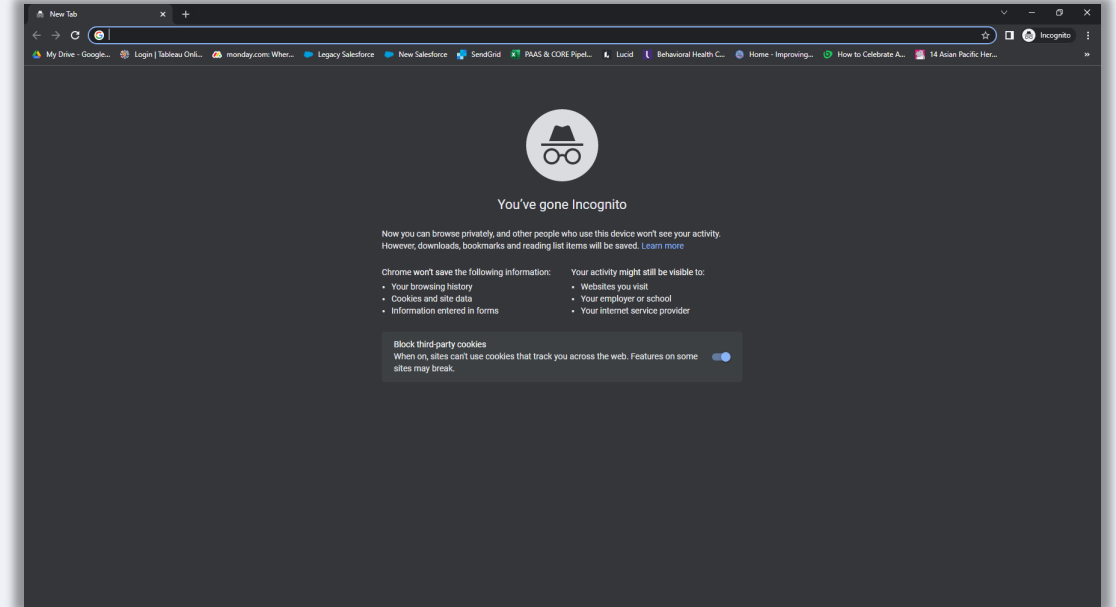 New Tab
Incognito
My Drive - Google... Login | Tableau Onli... monday.com: Wher... Legacy Salesforce New Salesforce SendGrid PAAS & CORE Pipel... Lucid Behavioral Health C... Home - Improving... How to Celebrate A... 14 Asian Pacific Her... »
You've gone Incognito
Now you can browse privately, and other people who use this device won't see your activity.
However, downloads, bookmarks and reading list items will be saved. Learn more
Chrome won't save the following information:
• Your browsing history
• Cookies and site data
• Information entered in forms
Your activity might still be visible to:
• Websites you visit
• Your employer or school
• Your internet service provider
Block third-party cookies
When on, sites can't use cookies that track you across the web. Features on some
sites may break.